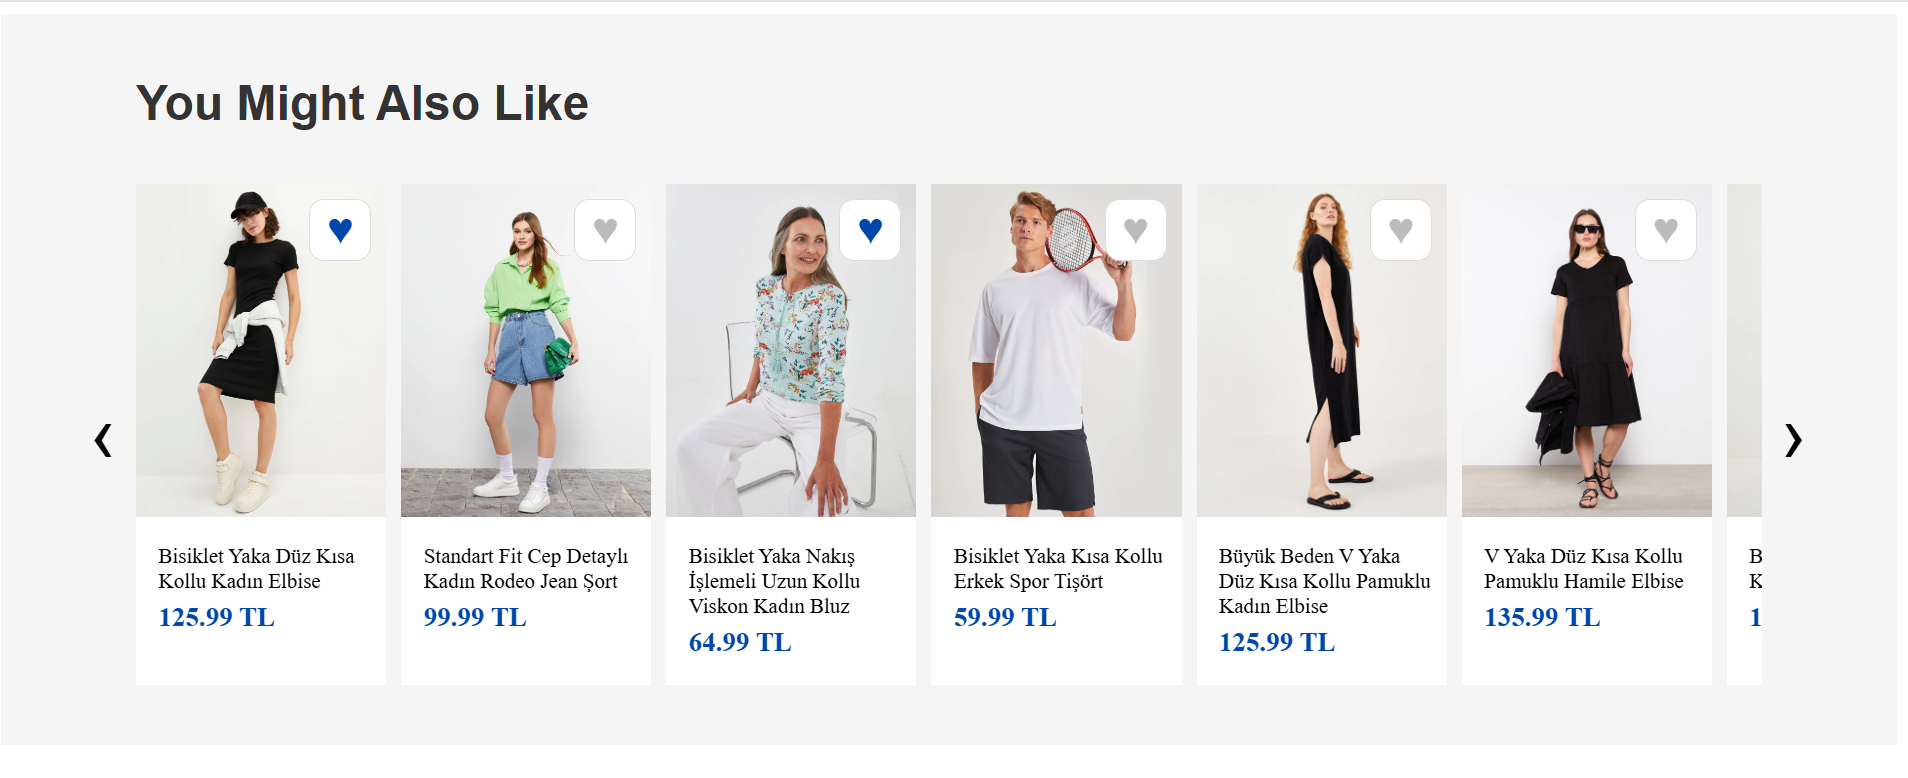 You Might Also Like
Bisiklet Yaka Düz Kısa
Kollu Kadın Elbise
125.99 TL
Standart Fit Cep Detaylı
Kadın Rodeo Jean Şort
99.99 TL
Bisiklet Yaka Nakış
İşlemeli Uzun Kollu
Viskon Kadın Bluz
64.99 TL
Bisiklet Yaka Kısa Kollu
Erkek Spor Tişört
59.99 TL
Büyük Beden V Yaka
Düz Kısa Kollu Pamuklu
Kadın Elbise
125.99 TL
V Yaka Düz Kısa Kollu
Pamuklu Hamile Elbise
135.99 TL